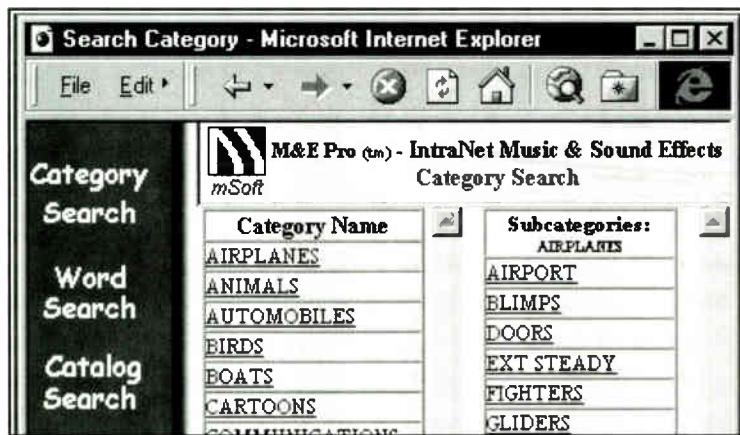 Search Category - Microsoft Internet Explorer
File Edit
Category
Search
Word
Search
Catalog
Search
mSoft
M&E Pro (tm) - IntraNet Music & Sound Effects
Category Search
Category Name
AIRPLANES
ANIMALS
AUTOMOBILES
BIRDS
BOATS
CARTOONS
COMMUNICATIONS
Subcategories:
AIRPLANES
AIRPORT
BLIMPS
DOORS
EXT STEADY
FIGHTERS
GLIDERS